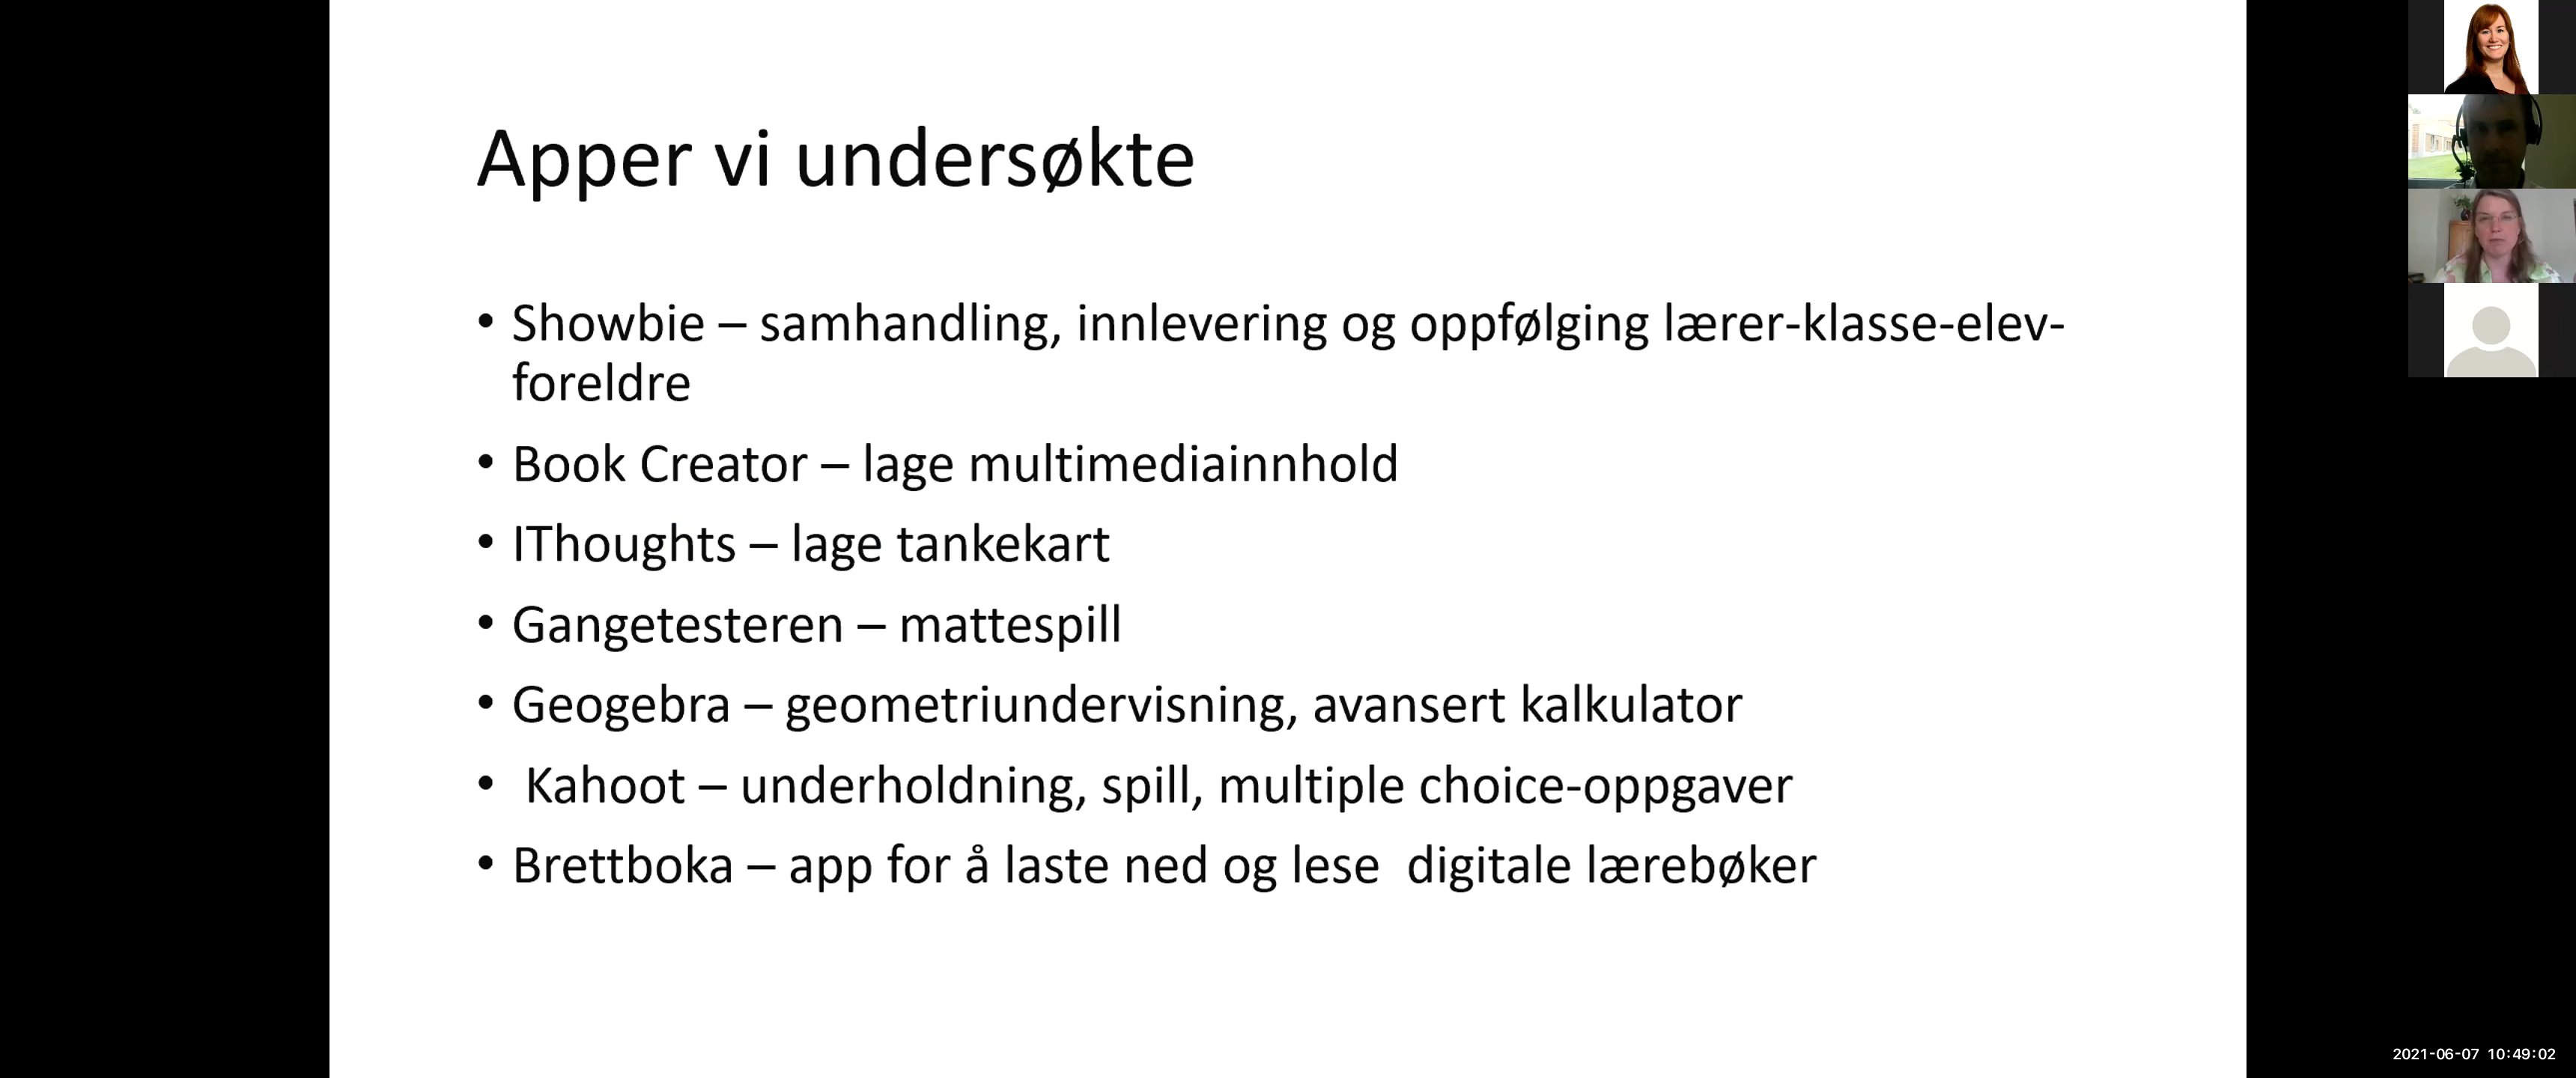 Apper vi undersøkte
• Showbie – samhandling, innlevering og oppfølging lærer-klasse-elev-
foreldre
• Book Creator – lage multimediainnhold
• IThoughts – lage tankekart
• Gangetesteren – mattespill
• Geogebra – geometriundervisning, avansert kalkulator
• Kahoot – underholdning, spill, multiple choice-oppgaver
• Brettboka – app for å laste ned og lese  digitale lærebøker
2021-06-07 10:49:02